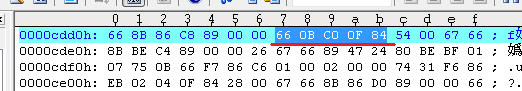 0 1 2 3 4 5 6 7 8 9 a b c d e f
0000cdd0h: 66 8B 86 C8 89 00 00 66 0B C0 0F 84 54 00 67 66 ; f
0000cde0h: 8B BE C4 89 00 00 26 67 66 89 47 24 80 BE BF 01 ;
0000cdf0h: 07 75 0B 66 F7 86 C6 01 00 02 00 00 74 31 F6 86 ; .u
0000ce00h: EB 02 04 0F 84 28 00 67 66 8B 86 D0 89 00 00 66 ; ?.